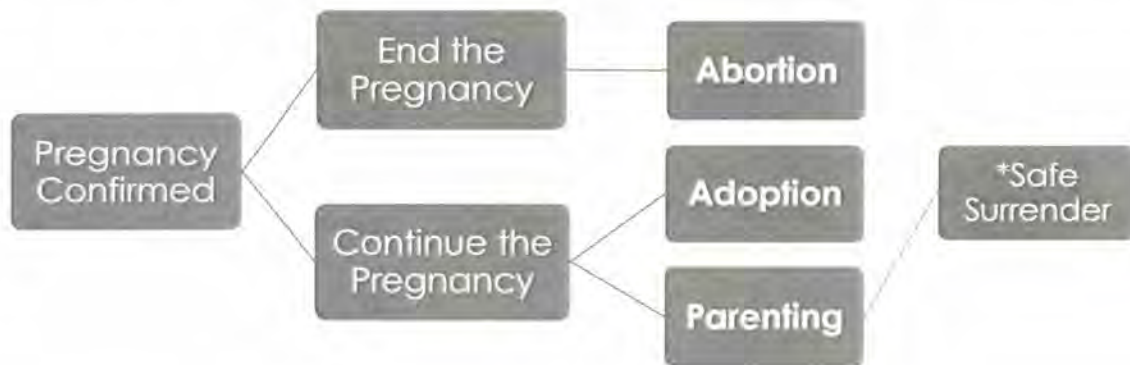 Pregnancy
Confirmed
End the
Pregnancy
Abortion
Continue the
Pregnancy
Adoption
Parenting
*Safe
Surrender